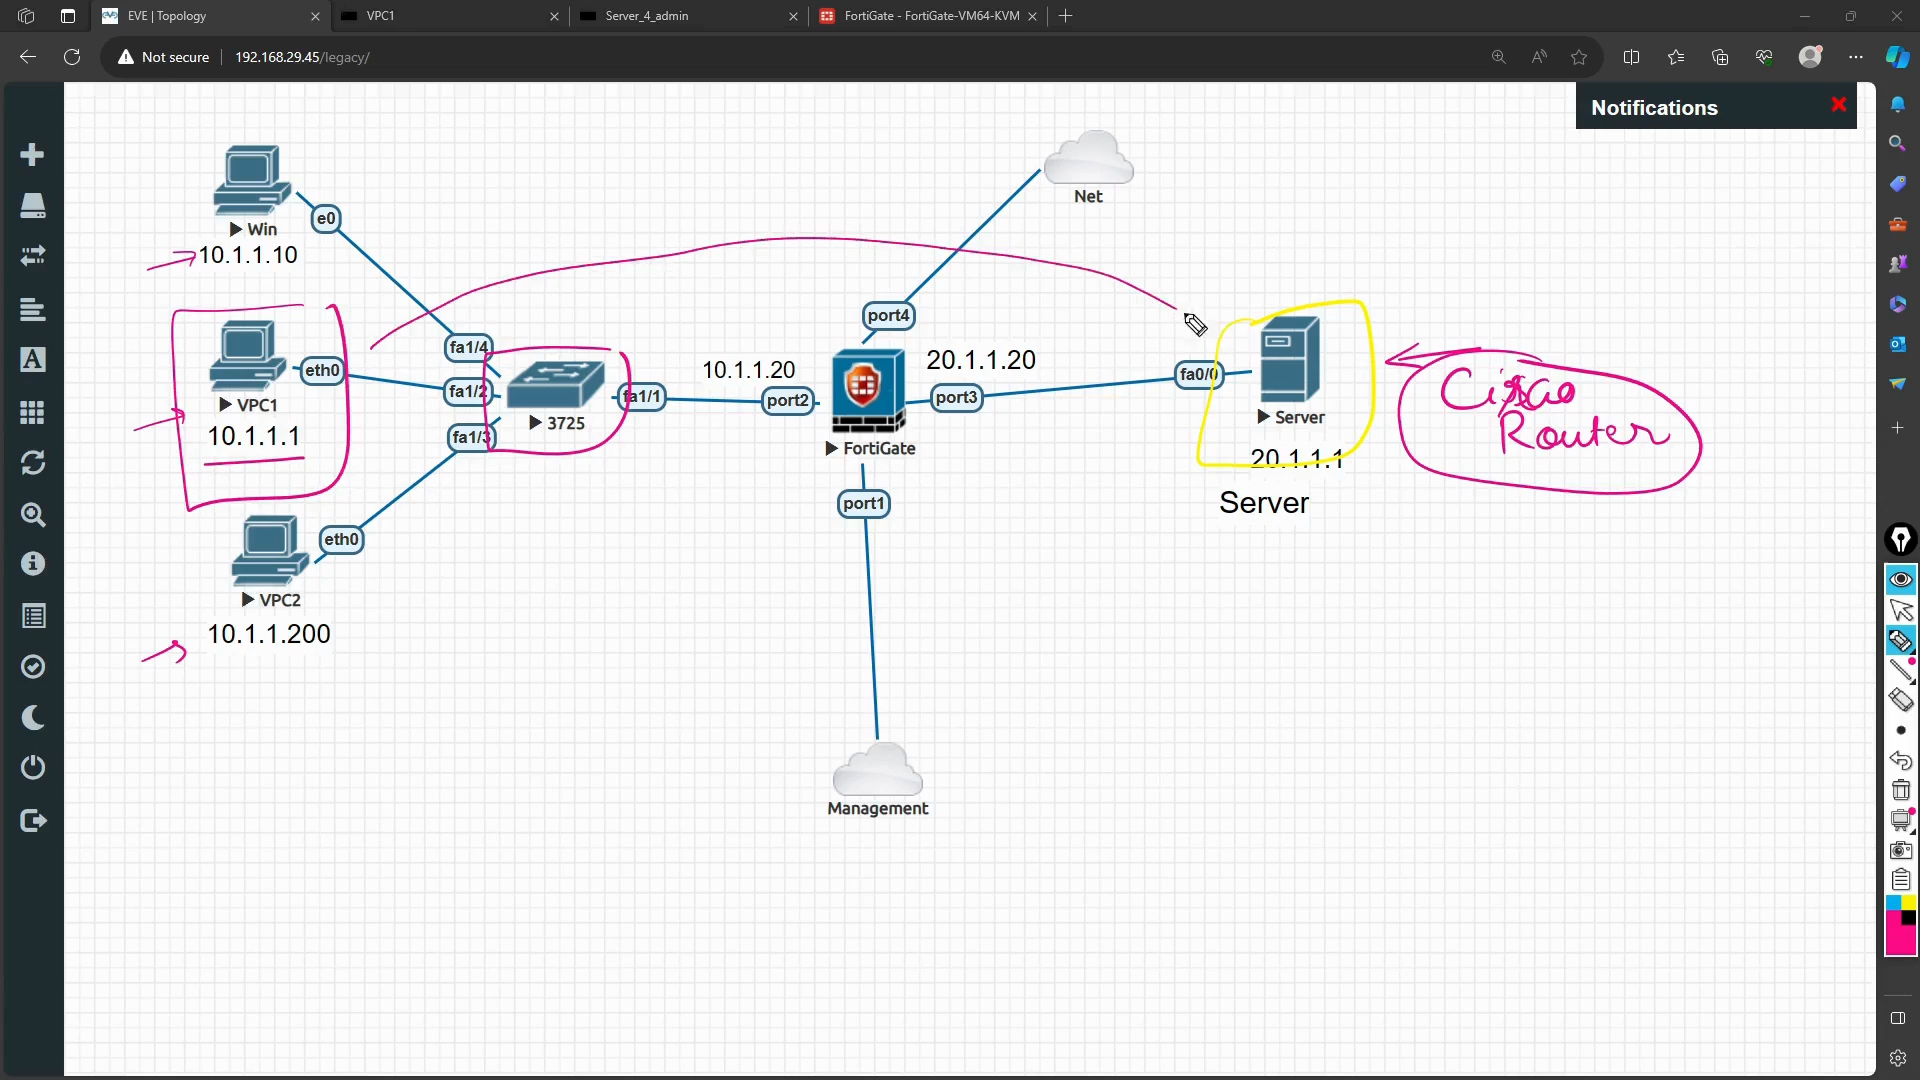 EVE | Topology
VPC1
Server_4_admin
FortiGate - FortiGate-VM64-KVM
Not secure
192.168.29.45/legacy/
Notifications
Net
Win
e0
10.1.1.10
port4
fa1/4
10.1.1.20
20.1.1.20
eth0
fa1/2
fa1/1
port2
port3
fa0/0
VPC1
10.1.1.1
fa1/3
3725
FortiGate
Server
20.1.1.1
Server
Cisco
Router
port1
eth0
VPC2
10.1.1.200
Management